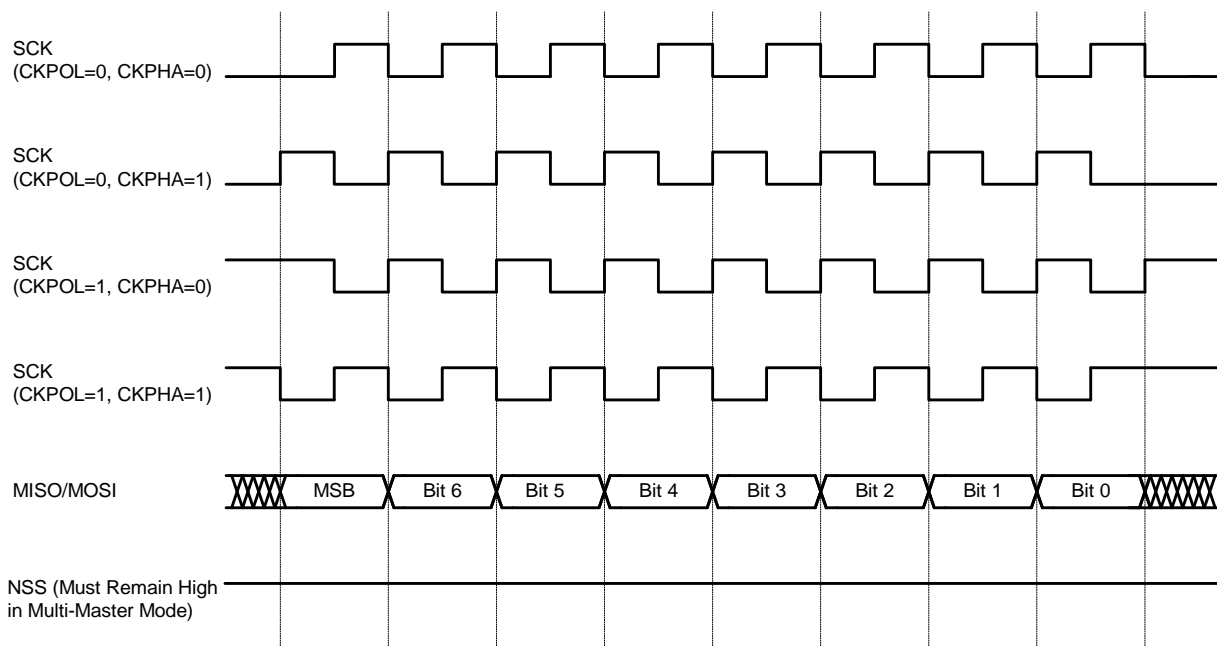 SCK
(CKPOL=0, CKPHA=0)
SCK
(CKPOL=0, CKPHA=1)
SCK
(CKPOL=1, CKPHA=0)
SCK
(CKPOL=1, CKPHA=1)
MISO/MOSI
MSB
Bit 6
Bit 5
Bit 4
Bit 3
Bit 2
Bit 1
Bit 0
NSS (Must Remain High
in Multi-Master Mode)